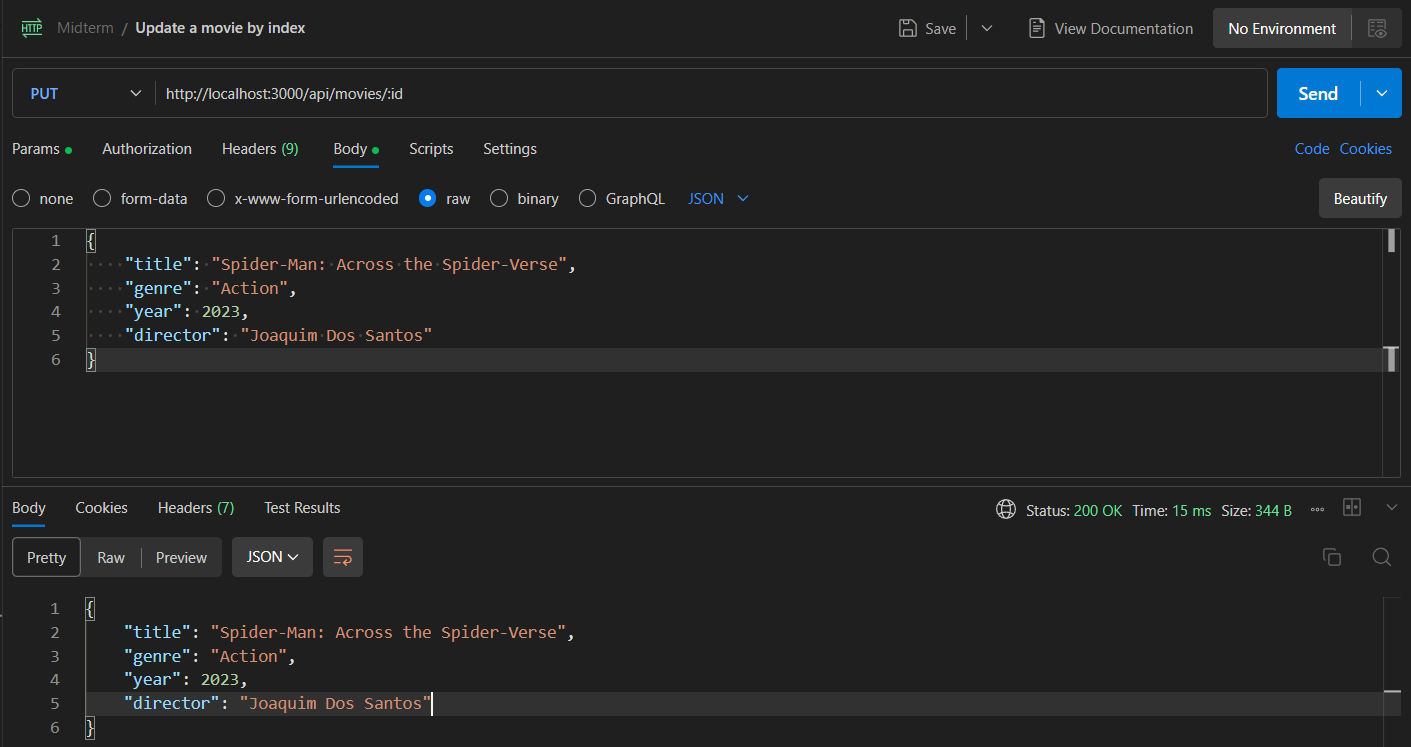 HTTP Midterm / Update a movie by index Save View Documentation No Environment
PUT http://localhost:3000/api/movies/:id Send
Params Authorization Headers (9) Body Scripts Settings Code Cookies
none form-data x-www-form-urlencoded raw binary GraphQL JSON Beautify
1 {
2 "title": "Spider-Man: Across the Spider-Verse",
3 "genre": "Action",
4 "year": 2023,
5 "director": "Joaquim Dos Santos"
6 }
Body Cookies Headers (7) Test Results Status: 200 OK Time: 15 ms Size: 344 B
Pretty Raw Preview JSON
1 {
2 "title": "Spider-Man: Across the Spider-Verse",
3 "genre": "Action",
4 "year": 2023,
5 "director": "Joaquim Dos Santos"
6 }